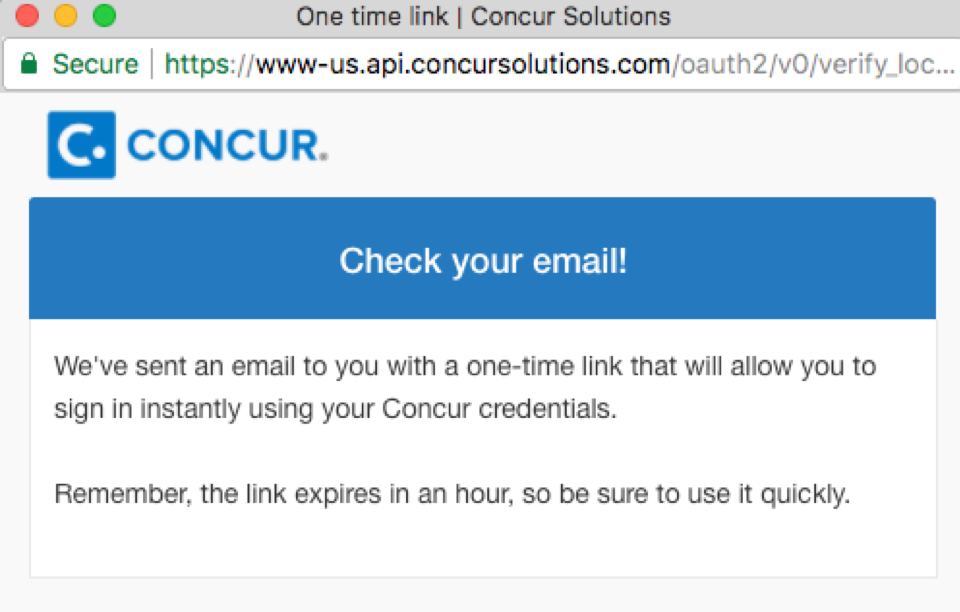 One time link | Concur Solutions
Secure | https://www-us.api.concursolutions.com/oauth2/v0/verify_loc...
C. CONCUR.
Check your email!
We've sent an email to you with a one-time link that will allow you to
sign in instantly using your Concur credentials.
Remember, the link expires in an hour, so be sure to use it quickly.